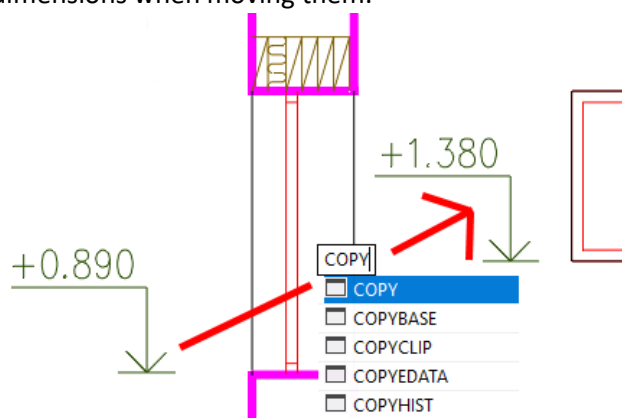 dimensions when moving them.
+1.380
+0.890
COPY
COPY
COPYBASE
COPYCLIP
COPYEDATA
COPYHIST